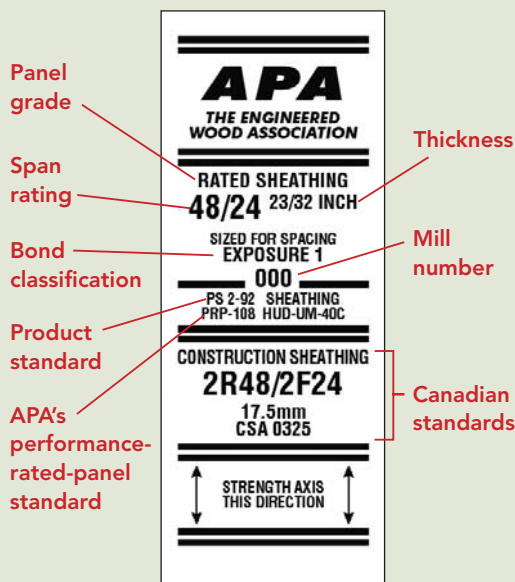 Panel
grade
Span
rating
Bond
classification
Product
standard
APA's
performance-
rated-panel
standard
APA
THE ENGINEERED
WOOD ASSOCIATION
RATED SHEATHING
48/24 23/32 INCH
SIZED FOR SPACING
EXPOSURE 1
000
PS 2-92 SHEATHING
PRP-108 HUD-UM-40C
CONSTRUCTION SHEATHING
2R48/2F24
17.5mm
CSA 0325
STRENGTH AXIS
THIS DIRECTION
Thickness
Mill
number
Canadian
standards